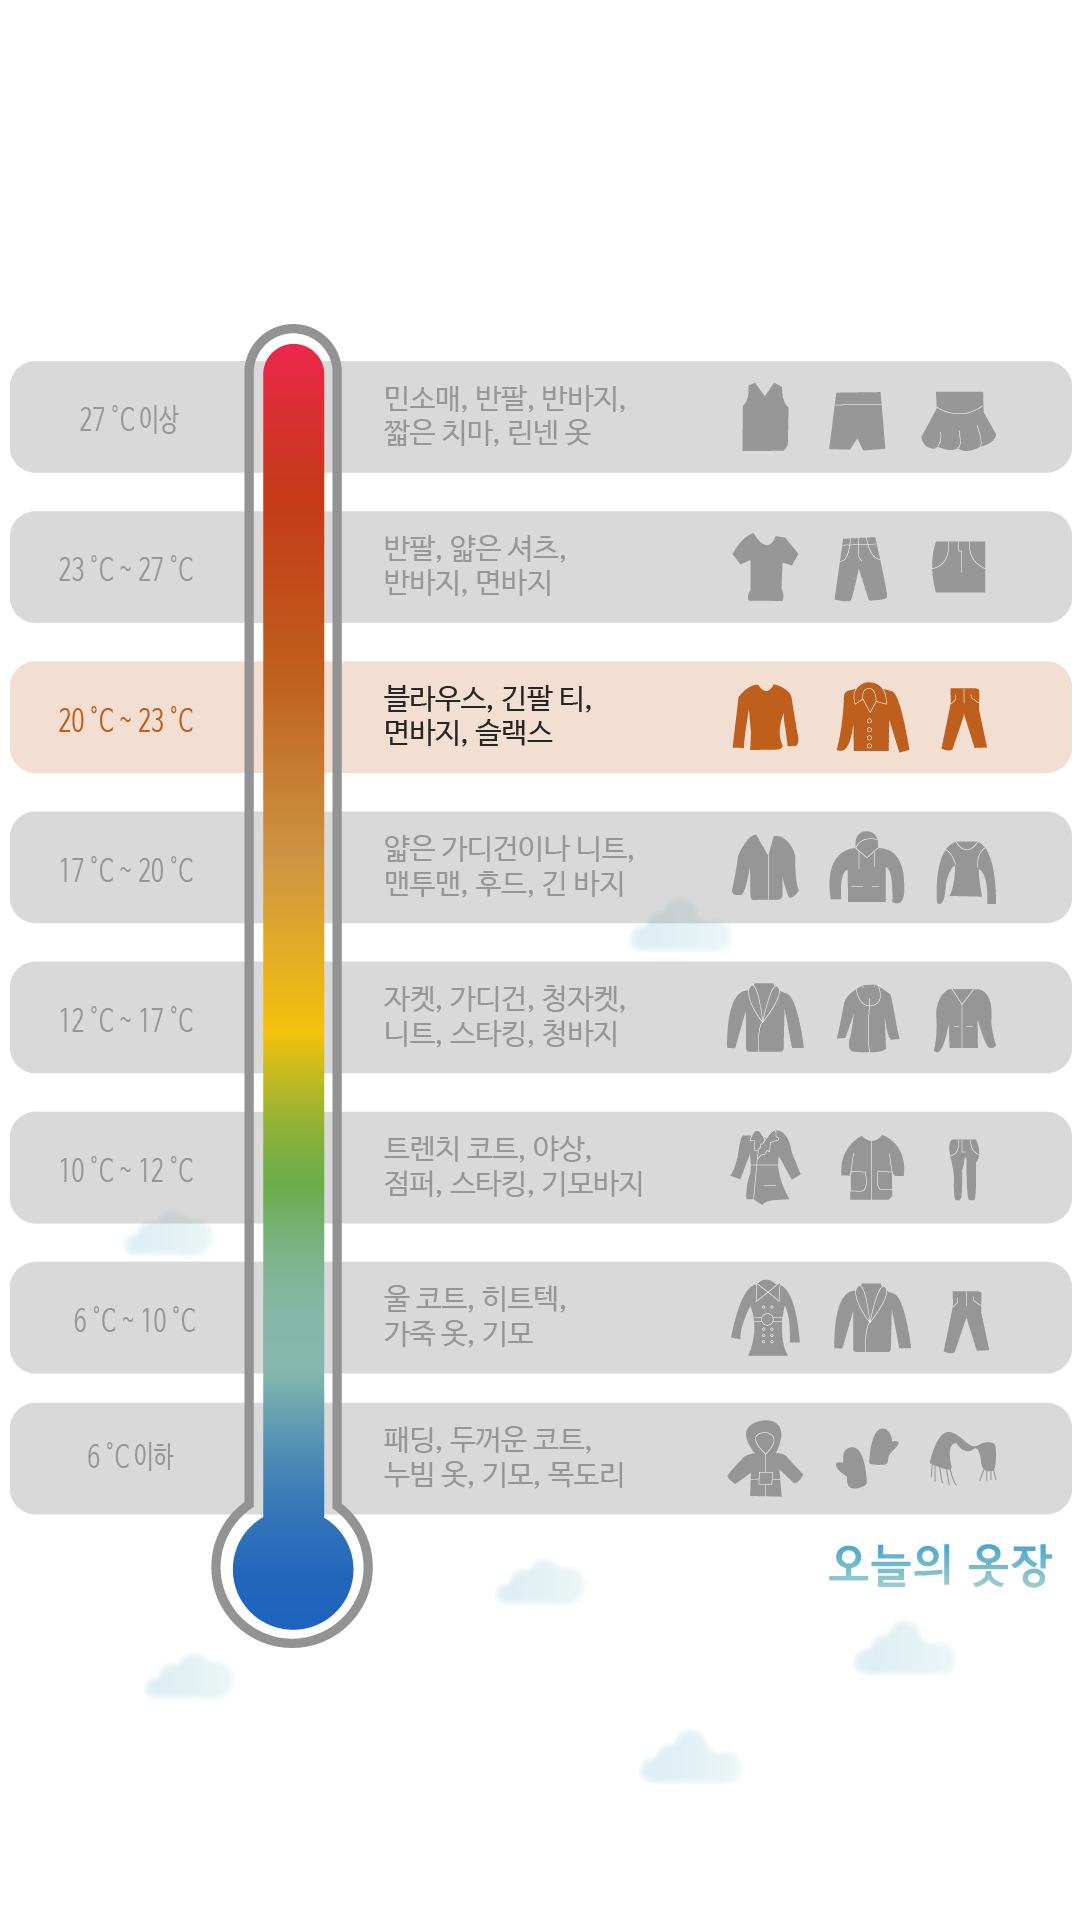 27 ˚C 이상
민소매, 반팔, 반바지,
짧은 치마, 린넨 옷
23 ˚C ~ 27 ˚C
반팔, 얇은 셔츠,
반바지, 면바지
20 ˚C ~ 23 ˚C
블라우스, 긴팔 티,
면바지, 슬랙스
17 ˚C ~ 20 ˚C
얇은 가디건이나 니트,
맨투맨, 후드, 긴 바지
12 ˚C ~ 17 ˚C
자켓, 가디건, 청자켓,
니트, 스타킹, 청바지
10 ˚C ~ 12 ˚C
트렌치 코트, 야상,
점퍼, 스타킹, 기모바지
6 ˚C ~ 10 ˚C
울 코트, 히트텍,
가죽 옷, 기모
6 ˚C 이하
패딩, 두꺼운 코트,
누빔 옷, 기모, 목도리
오늘의 옷장